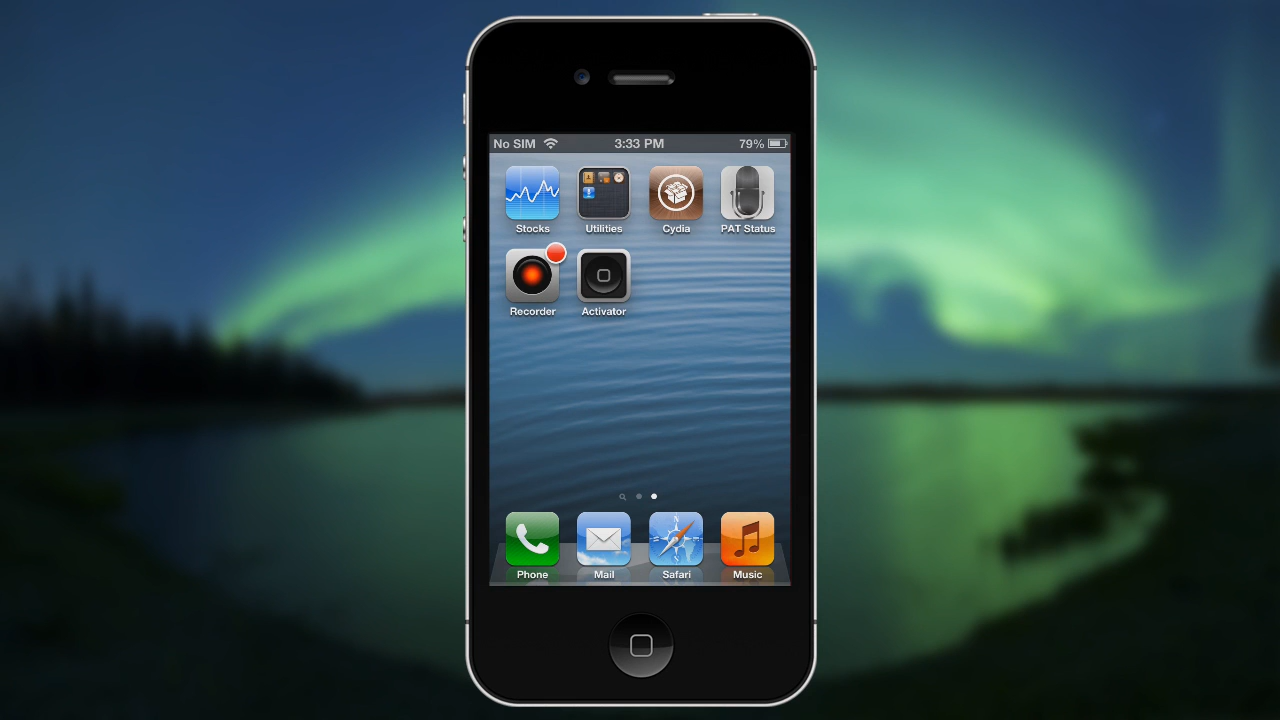 No SIM 3:33 PM 79%
Stocks Utilities Cydia PAT Status
Recorder Activator
Phone Mail Safari Music